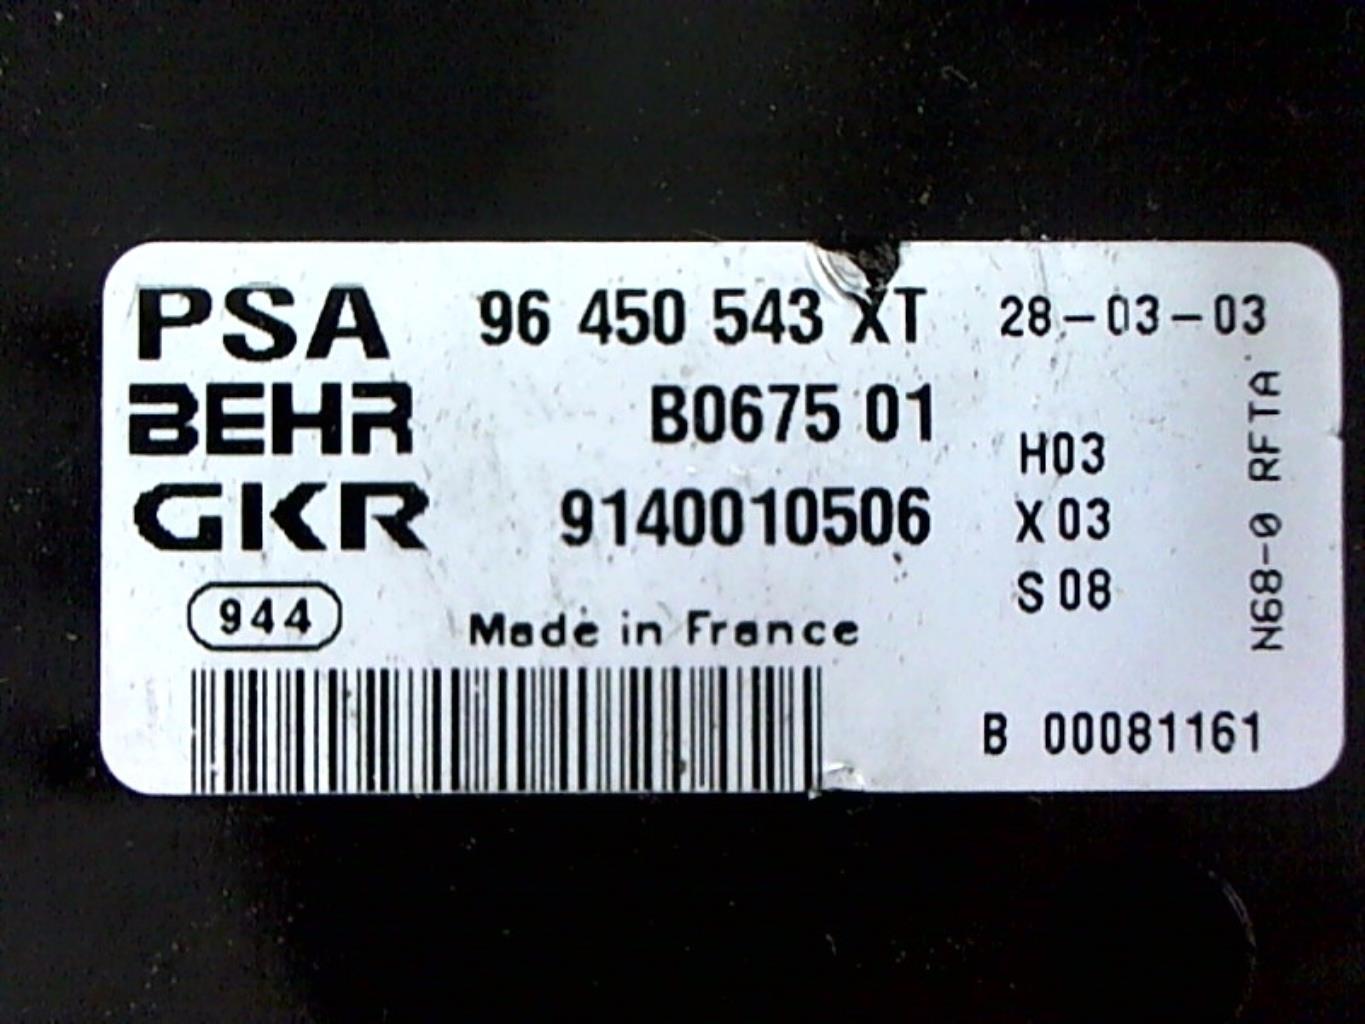 PSA 96 450 543 XT 28-03-03
BEHR B0675 01
GKR 9140010506
H03
X03
S08
N68-0 RFTA
944
Made in France
B 00081161